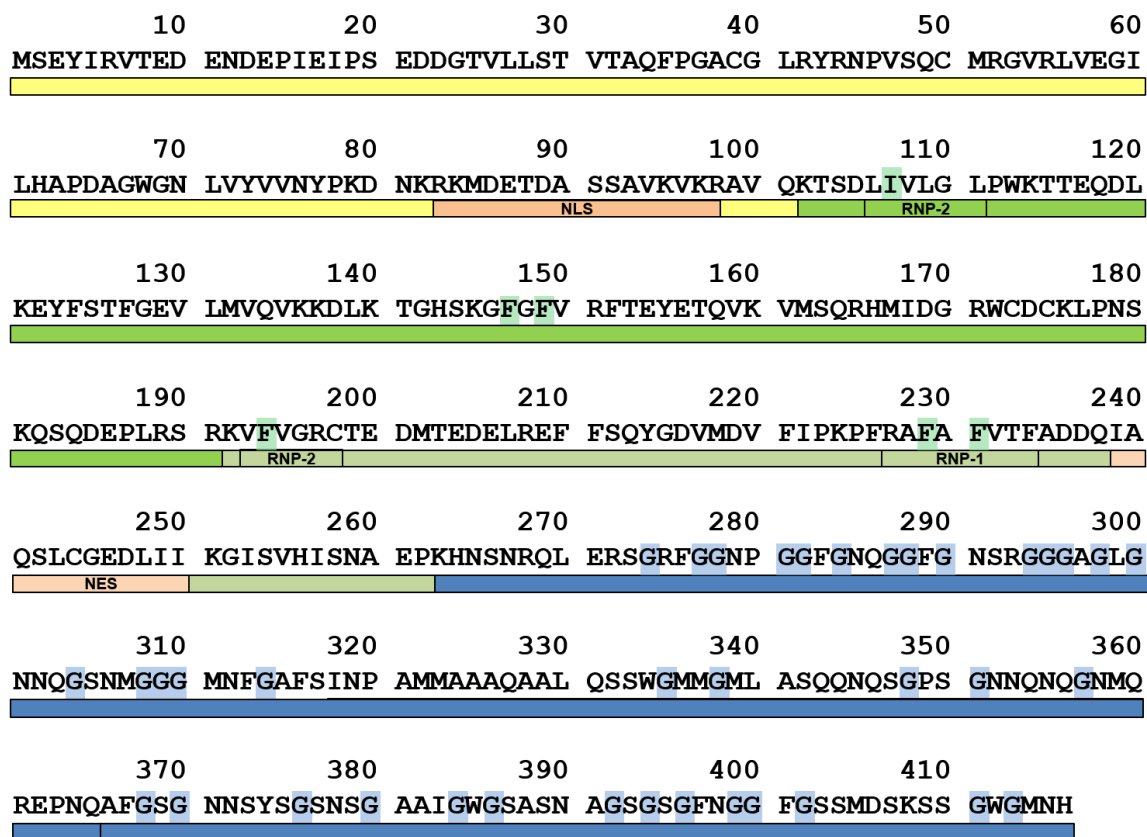 10 20 30 40 50 60
MSEYIRVTED ENDEPIEIPS EDDGTVLLST VTAQFPGACG LRYRNPVSQC MRGVRLVEGI
70 80 90 100 110 120
LHAPDAGWGN LVYVVNYPKD NKRKMDETDA SSAVKVKRAV QKTSDLIVLG LPWKTTEQDL
NLS RNP-2
130 140 150 160 170 180
KEYFSTFGEV LMVQVKKDLK TGHSKGFGFV RFTEYETQVK VMSQRHMIDG RWCDCKLPNS
190 200 210 220 230 240
KQSQDEPLRS RKVFVGRCTE DMTEDELREF FSQYGDVMDV FIPKPFRAFA FVTFADDQIA
RNP-2 RNP-1
250 260 270 280 290 300
QSLCGEDLII KGISVHISNA EPKHNSNRQL ERSGRFGGNP GGFGNQGGFG NSRGGGAGLG
NES
310 320 330 340 350 360
NNQGSNMGGG MNFGAFSINP AMMAAAQAAL QSSWGMMGML ASQQNQSGPS GNNQNQGNMQ
370 380 390 400 410
REPNQAFGSG NNSYSGSNSG AAIGWGSASN AGSGSGFNGG FGSSMDSKSS GWGMNH